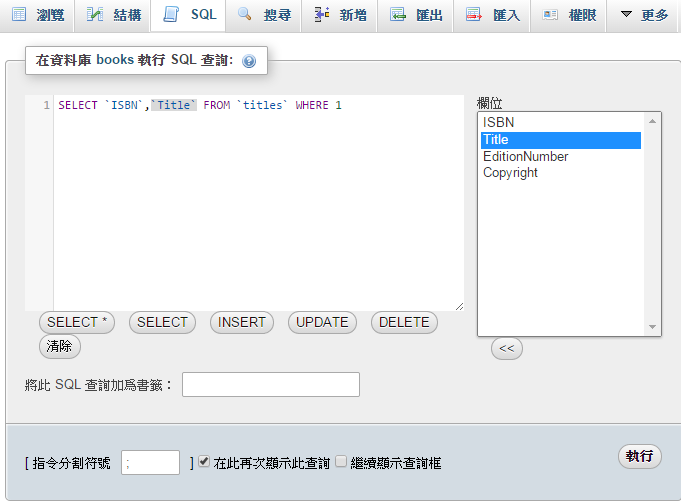 瀏覽 結構 SQL 搜尋 新增 匯出 匯入 權限 更多
在資料庫 books 執行 SQL 查詢:
1 SELECT `ISBN`,`Title` FROM `titles` WHERE 1
欄位
ISBN
Title
EditionNumber
Copyright
SELECT * SELECT INSERT UPDATE DELETE
清除
<<
將此 SQL 查詢加為書籤：
[ 指令分割符號 ; ] 在此再次顯示此查詢 繼續顯示查詢框
執行